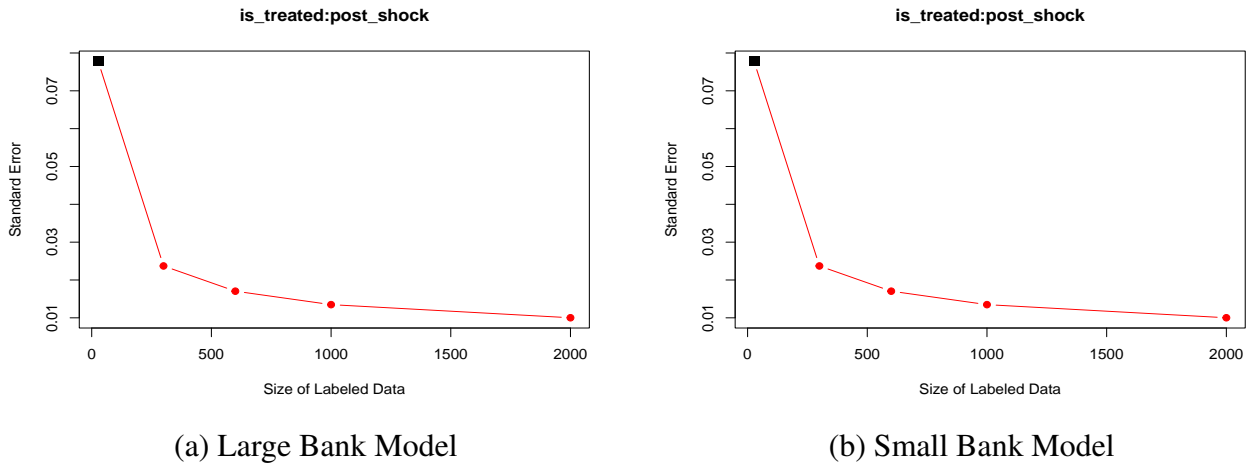 is_treated:post_shock
Standard Error
0.07
0.05
0.03
0.01
0 500 1000 1500 2000
Size of Labeled Data
(a) Large Bank Model
is_treated:post_shock
Standard Error
0.07
0.05
0.03
0.01
0 500 1000 1500 2000
Size of Labeled Data
(b) Small Bank Model